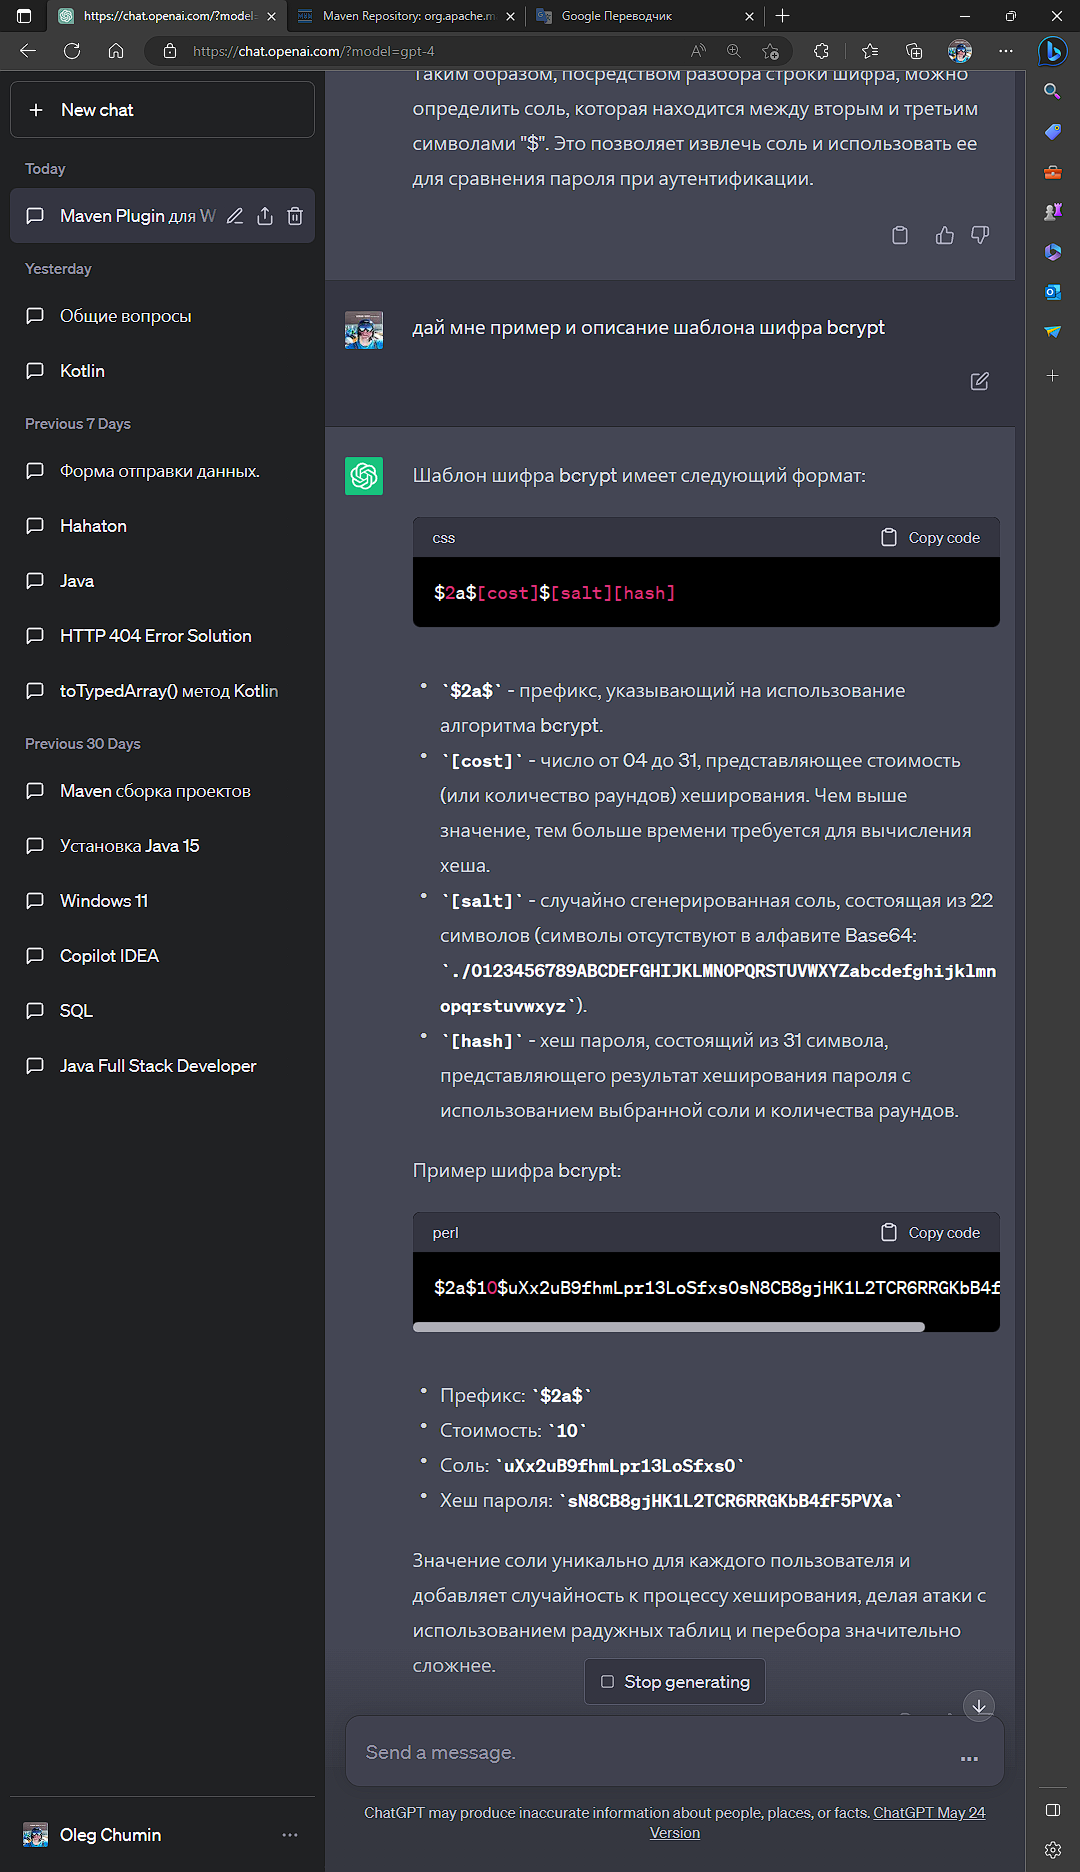 https://chat.openai.com/?model=
Maven Repository: org.apache.m
Google Переводчик
https://chat.openai.com/?model=gpt-4
New chat
Today
Maven Plugin для W
Yesterday
Общие вопросы
Kotlin
Previous 7 Days
Форма отправки данных.
Hahaton
Java
HTTP 404 Error Solution
toTypedArray() метод Kotlin
Previous 30 Days
Maven сборка проектов
Установка Java 15
Windows 11
Copilot IDEA
SQL
Java Full Stack Developer
Oleg Chumin
Таким образом, посредством разбора строки шифра, можно
определить соль, которая находится между вторым и третьим
символами "$". Это позволяет извлечь соль и использовать ее
для сравнения пароля при аутентификации.
дай мне пример и описание шаблона шифра bcrypt
Шаблон шифра bcrypt имеет следующий формат:
css
Copy code
$2a$[cost]$[salt][hash]
• `$2a$` - префикс, указывающий на использование
алгоритма bcrypt.
• `[cost]` - число от 04 до 31, представляющее стоимость
(или количество раундов) хеширования. Чем выше
значение, тем больше времени требуется для вычисления
хеша.
• `[salt]` - случайно сгенерированная соль, состоящая из 22
символов (символы отсутствуют в алфавите Base64:
`./0123456789ABCDEFGHIJKLMNOPQRSTUVWXYZabcdefghijklmn
opqrstuvwxyz`).
• `[hash]` - хеш пароля, состоящий из 31 символа,
представляющего результат хеширования пароля с
использованием выбранной соли и количества раундов.
Пример шифра bcrypt:
perl
Copy code
$2a$10$uXx2uB9fhmLpr13LoSfxs0sN8CB8gjHK1L2TCR6RRGKbB4f
• Префикс: `$2a$`
• Стоимость: `10`
• Соль: `uXx2uB9fhmLpr13LoSfxs0`
• Хеш пароля: `sN8CB8gjHK1L2TCR6RRGKbB4fF5PVXa`
Значение соли уникально для каждого пользователя и
добавляет случайность к процессу хеширования, делая атаки с
использованием радужных таблиц и перебора значительно
сложнее.
Stop generating
Send a message.
ChatGPT may produce inaccurate information about people, places, or facts. ChatGPT May 24
Version